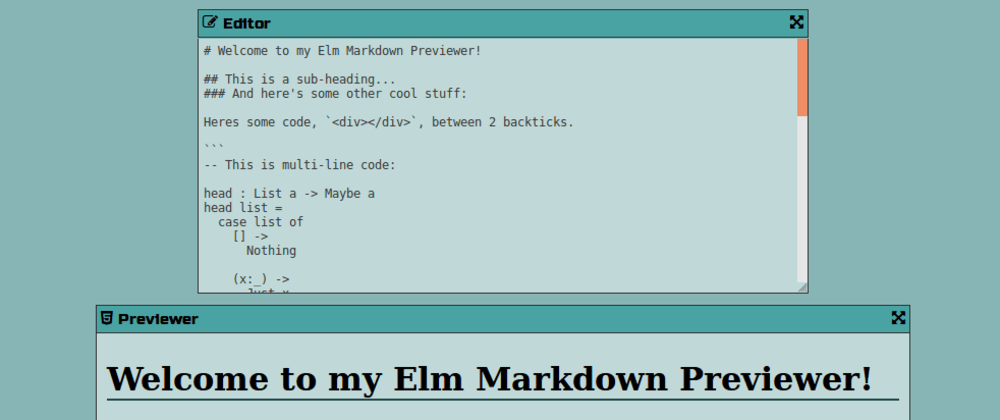 Editor
# Welcome to my Elm Markdown Previewer!
## This is a sub-heading...
### And here's some other cool stuff:
Heres some code, `<div></div>`, between 2 backticks.
```
-- This is multi-line code:
head : List a -> Maybe a
head list =
  case list of
    [] ->
      Nothing
    (x:_) ->
      Just x
Previewer
Welcome to my Elm Markdown Previewer!